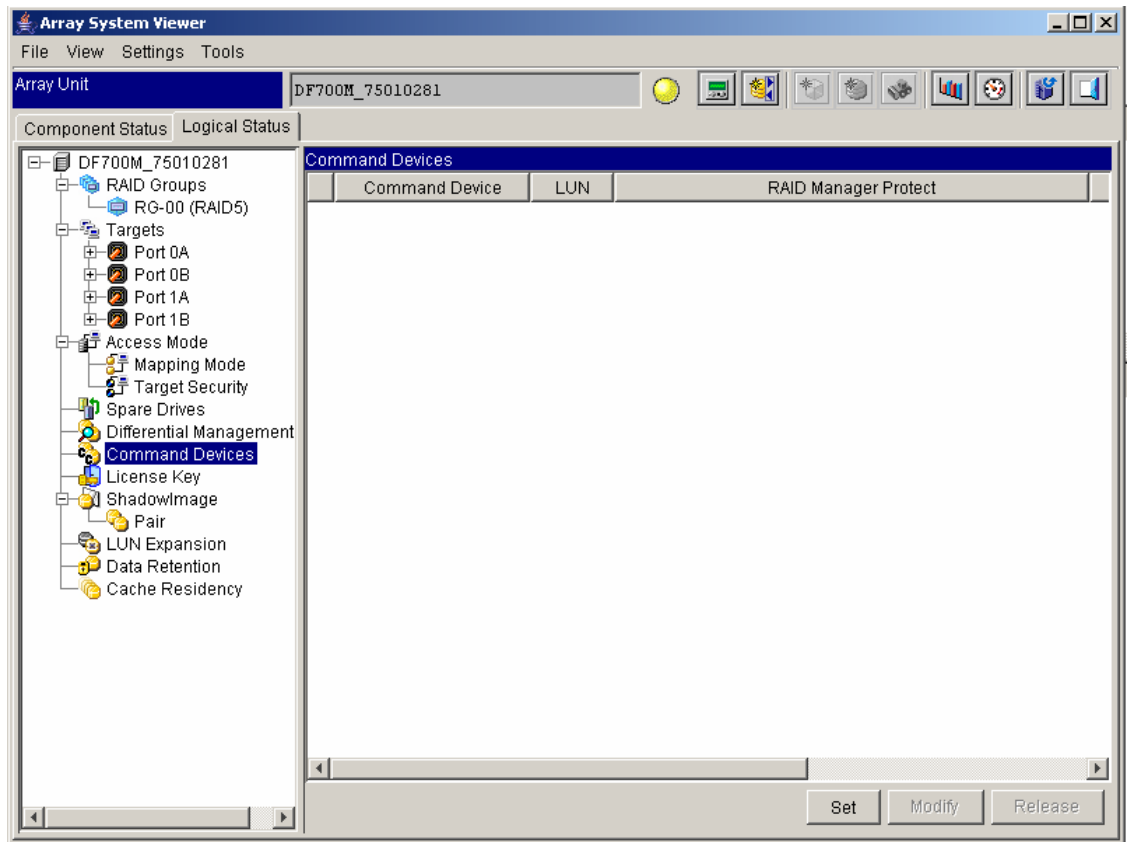 Array System Viewer
File View Settings Tools
Array Unit
DF700M_75010281
Component Status
Logical Status
DF700M_75010281
RAID Groups
RG-00 (RAID5)
Targets
Port 0A
Port 0B
Port 1A
Port 1B
Access Mode
Mapping Mode
Target Security
Spare Drives
Differential Management
Command Devices
License Key
ShadowImage
Pair
LUN Expansion
Data Retention
Cache Residency
Command Devices
Command Device LUN RAID Manager Protect
Set Modify Release